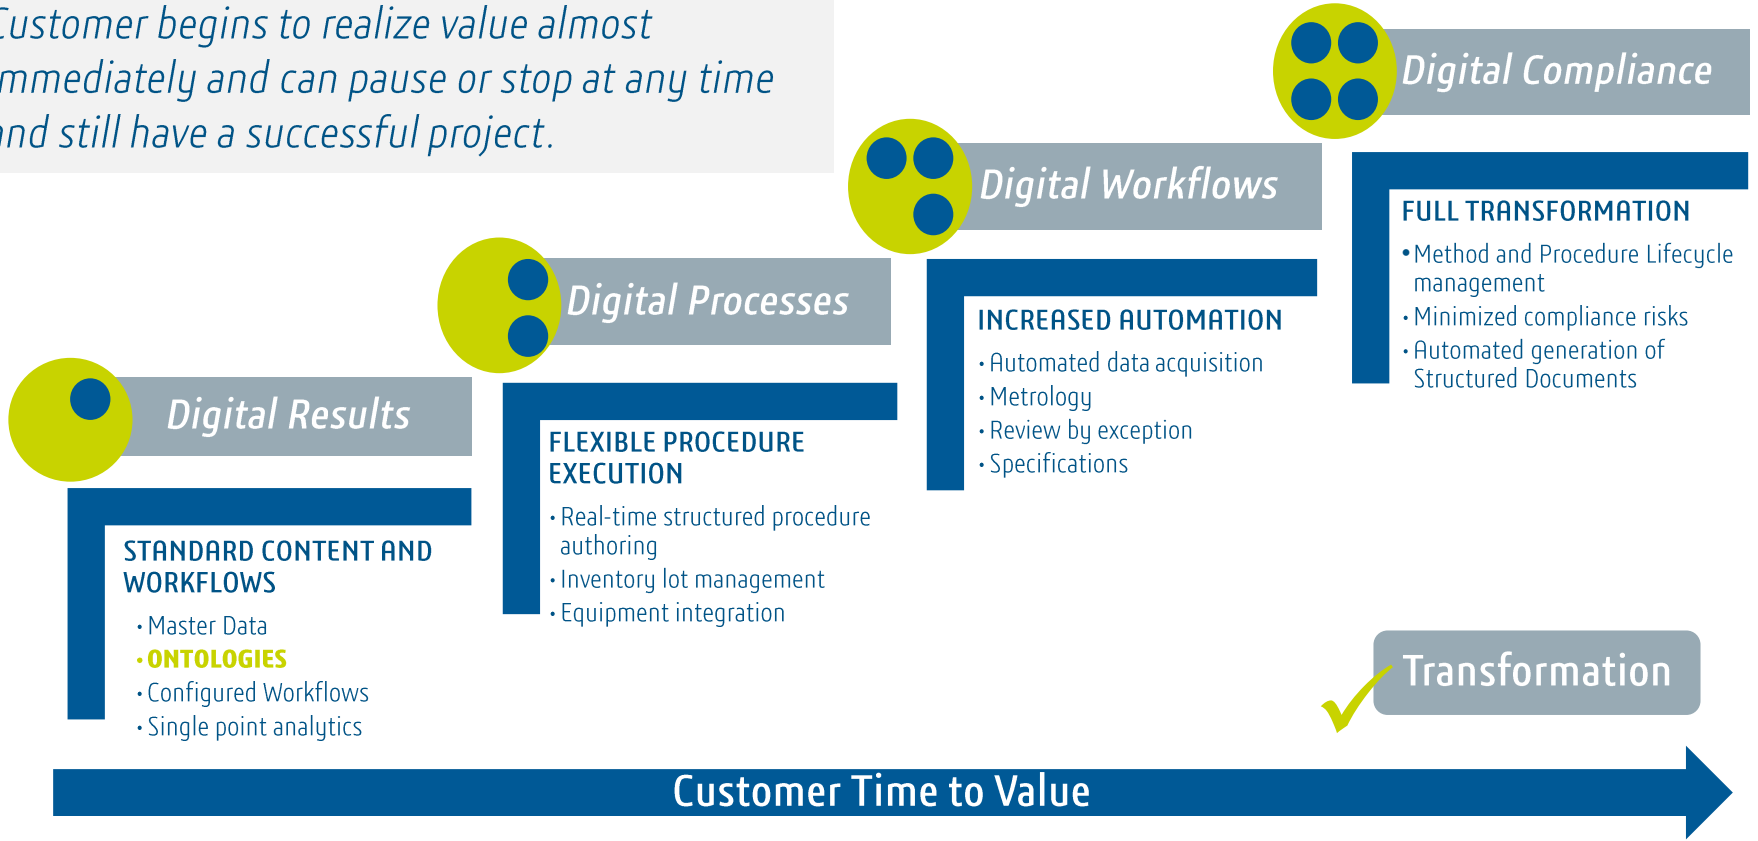 Customer begins to realize value almost
immediately and can pause or stop at any time
and still have a successful project.
Digital Results
STANDARD CONTENT AND
WORKFLOWS
• Master Data
• ONTOLOGIES
• Configured Workflows
• Single point analytics
Digital Processes
FLEXIBLE PROCEDURE
EXECUTION
• Real-time structured procedure
authoring
• Inventory lot management
• Equipment integration
Digital Workflows
INCREASED AUTOMATION
• Automated data acquisition
• Metrology
• Review by exception
• Specifications
Digital Compliance
FULL TRANSFORMATION
• Method and Procedure Lifecycle
management
• Minimized compliance risks
• Automated generation of
Structured Documents
Transformation
Customer Time to Value